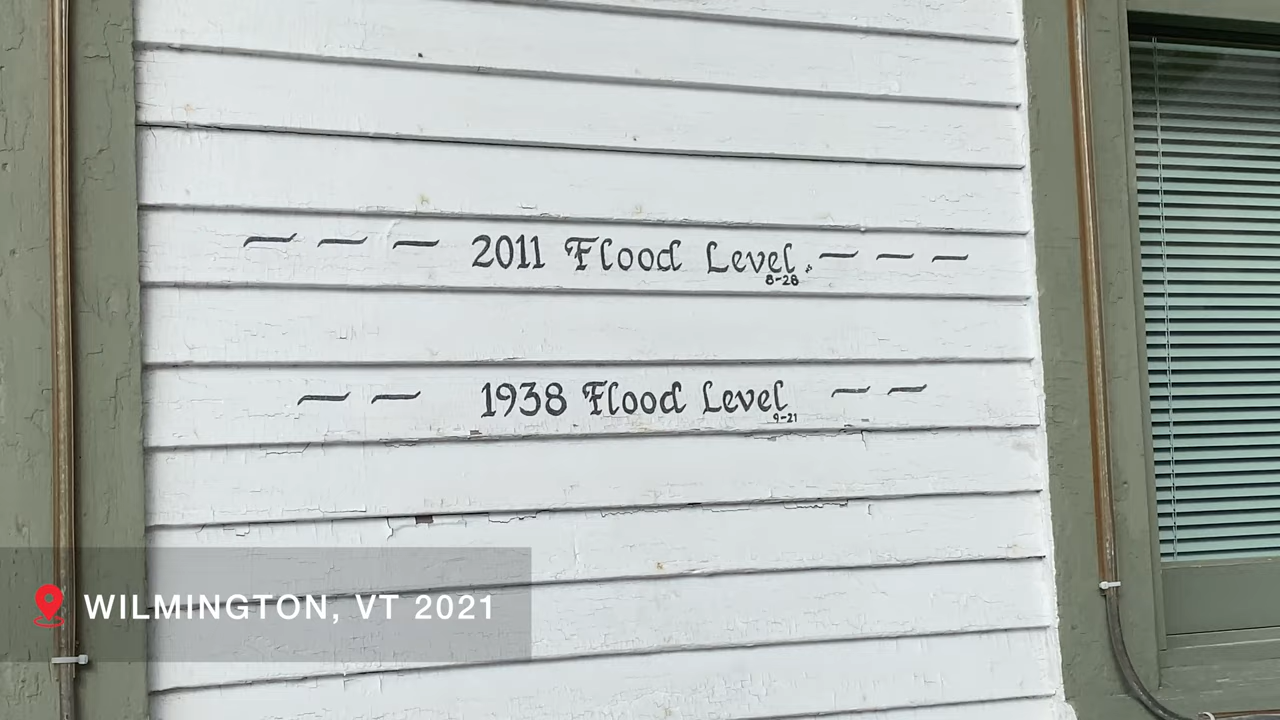 2011 Flood Level
8-28
1938 Flood Level
9-21
WILMINGTON, VT 2021